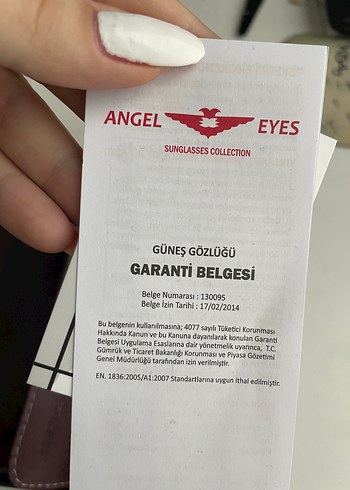 ANGEL EYES
SUNGLASSES COLLECTION
GÜNEŞ GÖZLÜĞÜ
GARANTİ BELGESİ
Belge Numarası : 130095
Belge İzin Tarihi : 17/02/2014
Bu belgenin kullanılmasına; 4077 sayılı Tüketici Korunması
Hakkında Kanun ve bu Kanuna dayanılarak konulan Garanti
Belgesi Uygulama Esaslarına dair yönetmelik uyarınca, T.C.
Gümrük ve Ticaret Bakanlığı Korunması ve Piyasa Gözetimi
Genel Müdürlüğü tarafından izin verilmiştir.
EN. 1836:2005/A1:2007 Standartlarına uygun ithal edilmiştir.